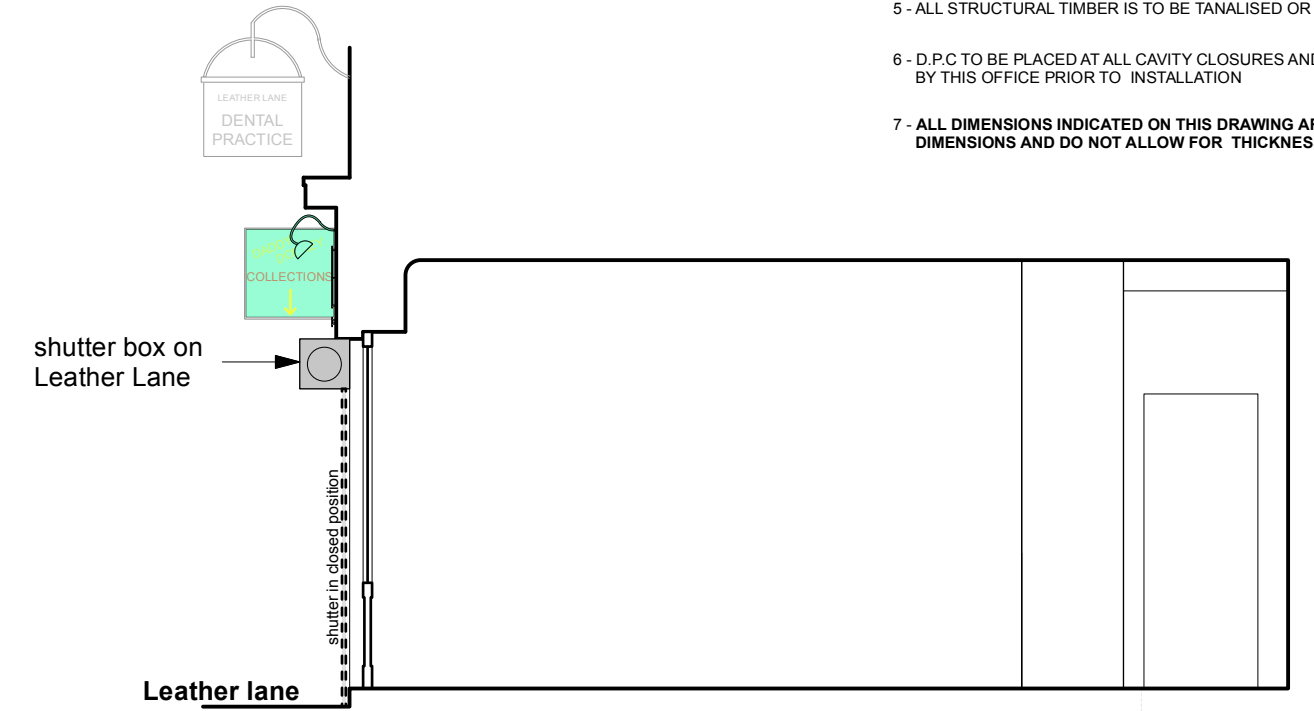 5 - ALL STRUCTURAL TIMBER IS TO BE TANALISED OR
6 - D.P.C TO BE PLACED AT ALL CAVITY CLOSURES AND
BY THIS OFFICE PRIOR TO INSTALLATION
7 - ALL DIMENSIONS INDICATED ON THIS DRAWING
DIMENSIONS AND DO NOT ALLOW FOR
LEATHER LANE
DENTAL
PRACTICE
COLLECTIONS
shutter box on
Leather Lane
shutter in closed position
Leather lane